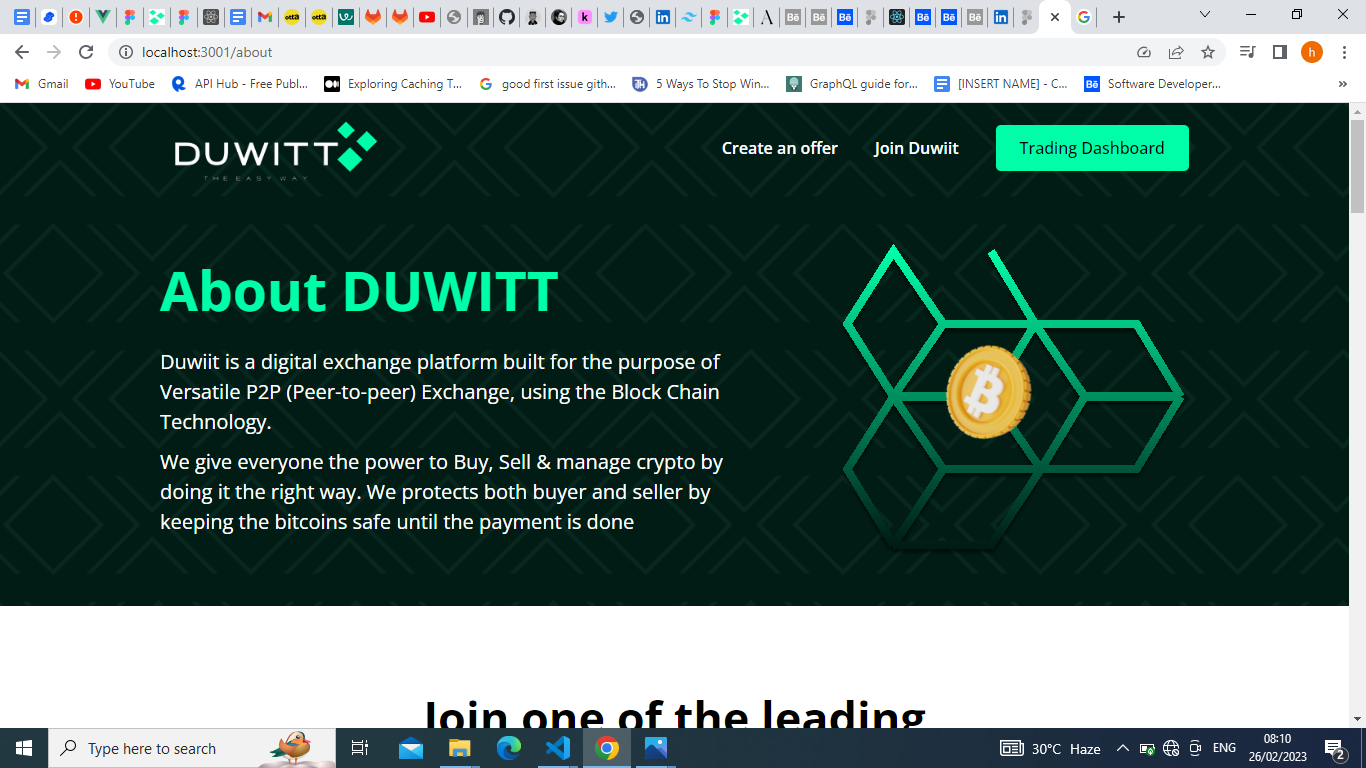 localhost:3001/about
h
Gmail
YouTube
API Hub - Free Publ...
Exploring Caching T...
good first issue gith...
5 Ways To Stop Win...
GraphQL guide for...
[INSERT NAME] - C...
Software Developer...
DUWITT
THE EASY WAY
Create an offer
Join Duwiit
Trading Dashboard
About DUWITT
Duwiit is a digital exchange platform built for the purpose of
Versatile P2P (Peer-to-peer) Exchange, using the Block Chain
Technology.
We give everyone the power to Buy, Sell & manage crypto by
doing it the right way. We protects both buyer and seller by
keeping the bitcoins safe until the payment is done
Join one of the leading
Type here to search
30°C Haze
ENG
08:10
26/02/2023
2